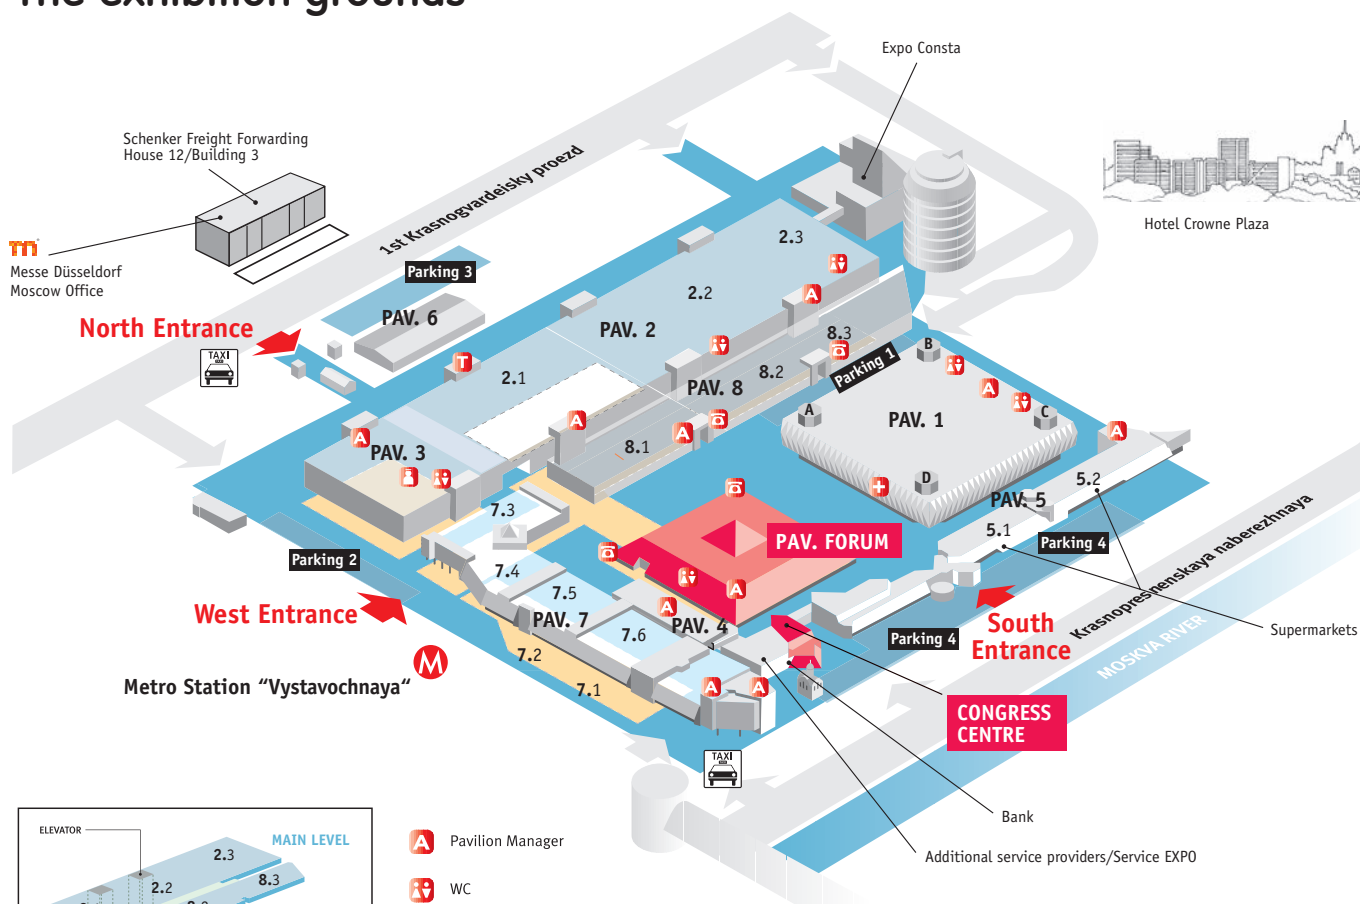 The exhibition grounds
Expo Consta
Schenker Freight Forwarding
House 12/Building 3
Hotel Crowne Plaza
Messe Düsseldorf
Moscow Office
1st Krasnogvardeisky proezd
Parking 3
PAV. 6
North Entrance
TAXI
T
2.3
2.2
PAV. 2
2.1
A
8.3
8.2
PAV. 8
8.1
Parking 1
A
A
A
A
PAV. 3
B
A
A
C
D
PAV. 1
A
5.2
PAV. 5
5.1
Parking 4
7.3
7.4
7.5
PAV. 7
7.6
7.2
7.1
PAV. FORUM
A
A
PAV. 4
Parking 2
West Entrance
M
Metro Station “Vystavochnaya“
A
A
Parking 4
South
Entrance
Krasnopresnenskaya naberezhnaya
MOSKVA RIVER
Supermarkets
CONGRESS
CENTRE
TAXI
Bank
Additional service providers/Service EXPO
ELEVATOR
MAIN LEVEL
2.3
2.2
8.3
A Pavilion Manager
WC